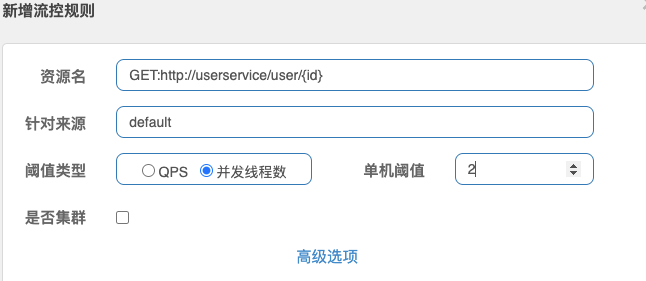 新增流控规则
资源名 GET:http://userservice/user/{id}
针对来源 default
阈值类型 QPS 并发线程数 单机阈值 2
是否集群
高级选项